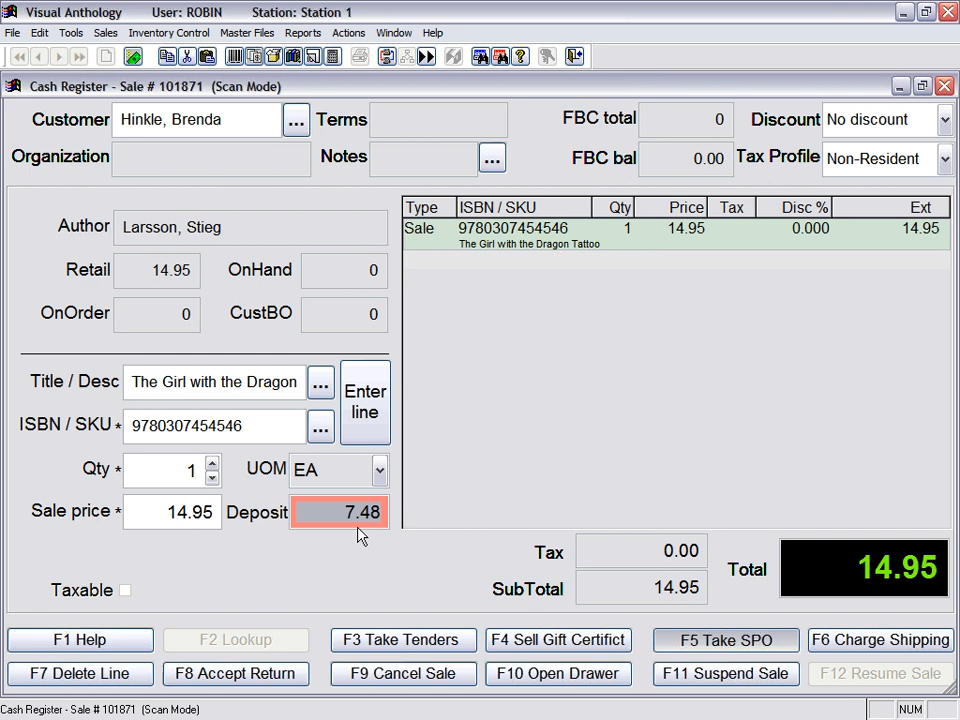 Visual Anthology User: ROBIN Station: Station 1
File Edit Tools Sales Inventory Control Master Files Reports Actions Window Help
Cash Register - Sale # 101871 (Scan Mode)
Customer Hinkle, Brenda ... Terms FBC total 0 Discount No discount
Organization Notes ... FBC bal 0.00 Tax Profile Non-Resident
Author Larsson, Stieg
Retail 14.95 OnHand 0
OnOrder 0 CustBO 0
Title / Desc The Girl with the Dragon ...
ISBN / SKU * 9780307454546 ...
Enter
line
Qty * 1 UOM EA
Sale price * 14.95 Deposit 7.48
Taxable
Type ISBN / SKU Qty Price Tax Disc % Ext
Sale 9780307454546 1 14.95 0.000 14.95
The Girl with the Dragon Tattoo
Tax 0.00
SubTotal 14.95
Total 14.95
F1 Help F2 Lookup F3 Take Tenders F4 Sell Gift Certifict F5 Take SPO F6 Charge Shipping
F7 Delete Line F8 Accept Return F9 Cancel Sale F10 Open Drawer F11 Suspend Sale F12 Resume Sale
Cash Register - Sale # 101871 (Scan Mode) NUM